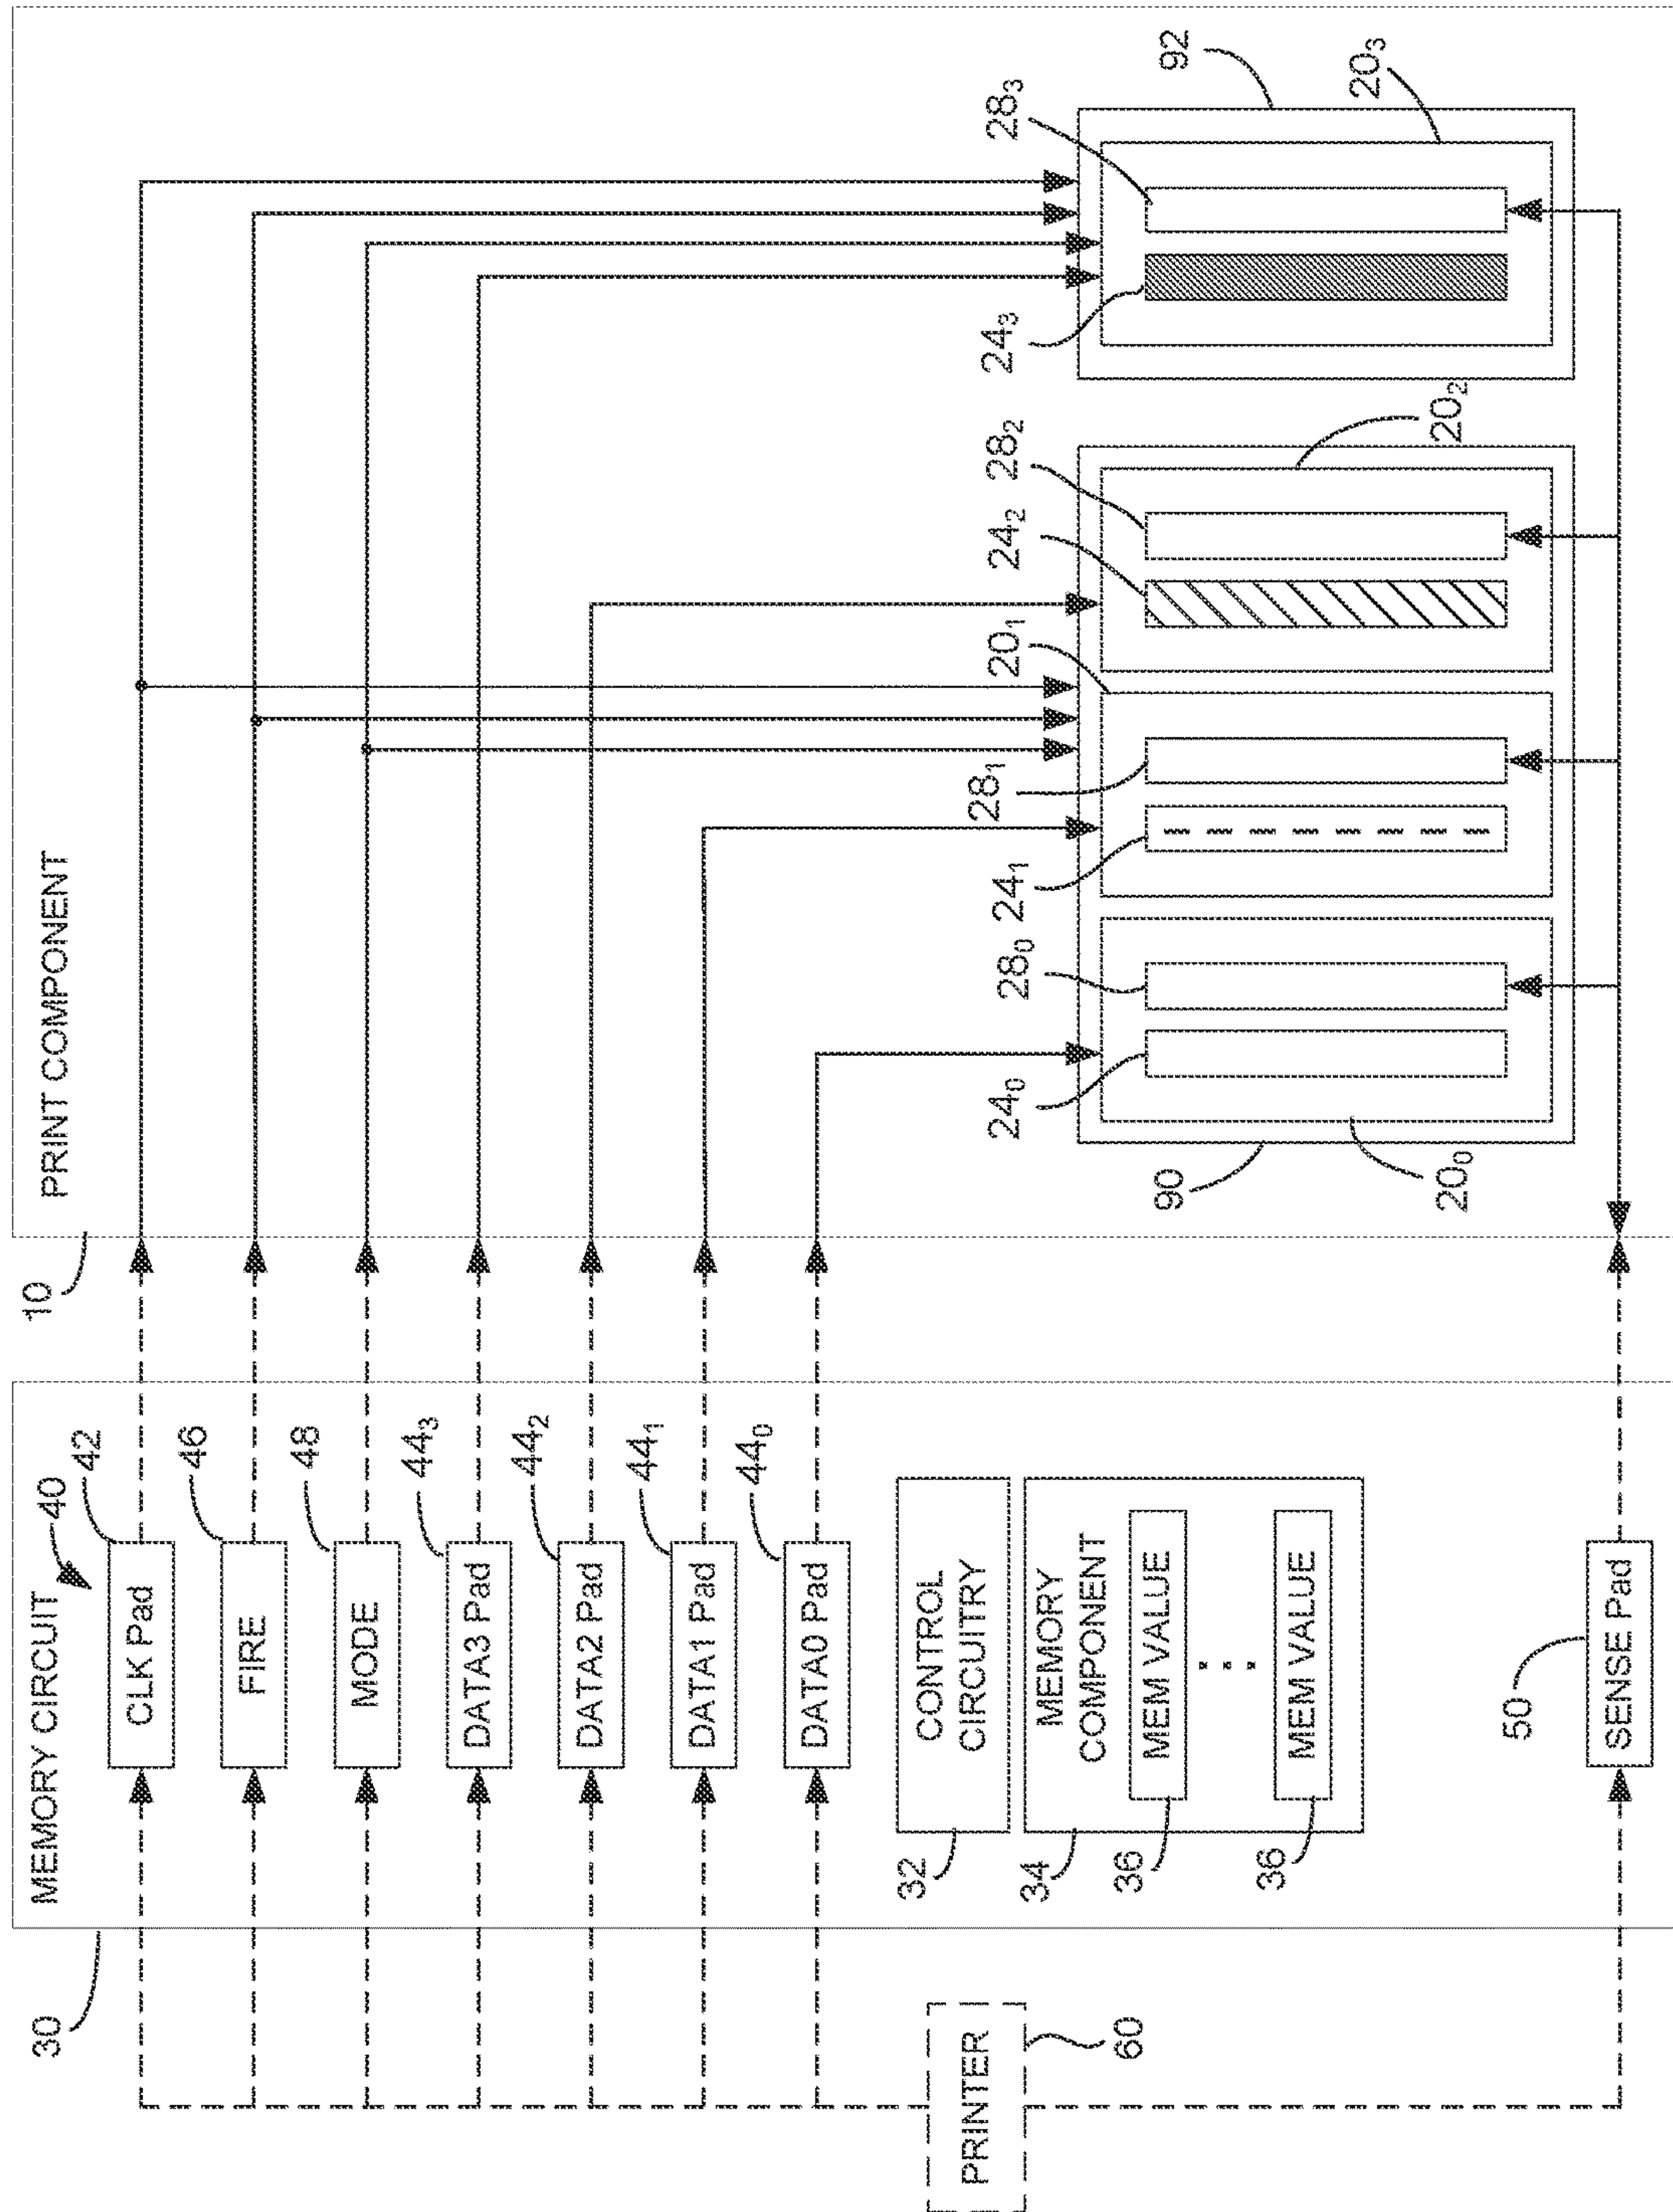 PRINT COMPONENT
10
92
20₃
28₃
24₃
20₂
28₂
24₂
20₁
28₁
24₁
28₀
24₀
20₀
90
MEMORY CIRCUIT
30
40
42
CLK Pad
46
FIRE
48
MODE
44₃
DATA3 Pad
44₂
DATA2 Pad
44₁
DATA1 Pad
44₀
DATA0 Pad
CONTROL
CIRCUITRY
32
MEMORY
COMPONENT
34
MEM VALUE
36
MEM VALUE
36
50
SENSE Pad
PRINTER
60